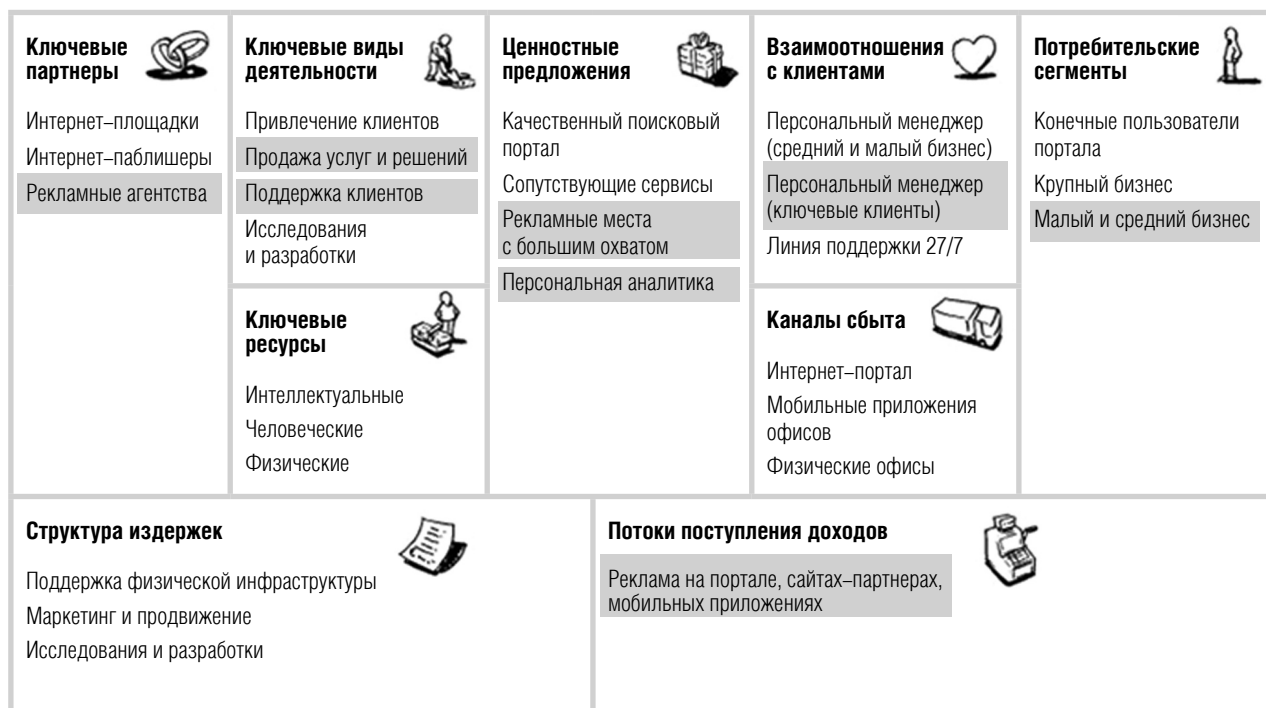 Ключевые
партнеры
Интернет–площадки
Интернет–паблишеры
Рекламные агентства
Ключевые виды
деятельности
Привлечение клиентов
Продажа услуг и решений
Поддержка клиентов
Исследования
и разработки
Ключевые
ресурсы
Интеллектуальные
Человеческие
Физические
Ценностные
предложения
Качественный поисковый
портал
Сопутствующие сервисы
Рекламные места
с большим охватом
Персональная аналитика
Взаимоотношения
с клиентами
Персональный менеджер
(средний и малый бизнес)
Персональный менеджер
(ключевые клиенты)
Линия поддержки 27/7
Каналы сбыта
Интернет–портал
Мобильные приложения
офисов
Физические офисы
Потребительские
сегменты
Конечные пользователи
портала
Крупный бизнес
Малый и средний бизнес
Структура издержек
Поддержка физической инфраструктуры
Маркетинг и продвижение
Исследования и разработки
Потоки поступления доходов
Реклама на портале, сайтах–партнерах,
мобильных приложениях